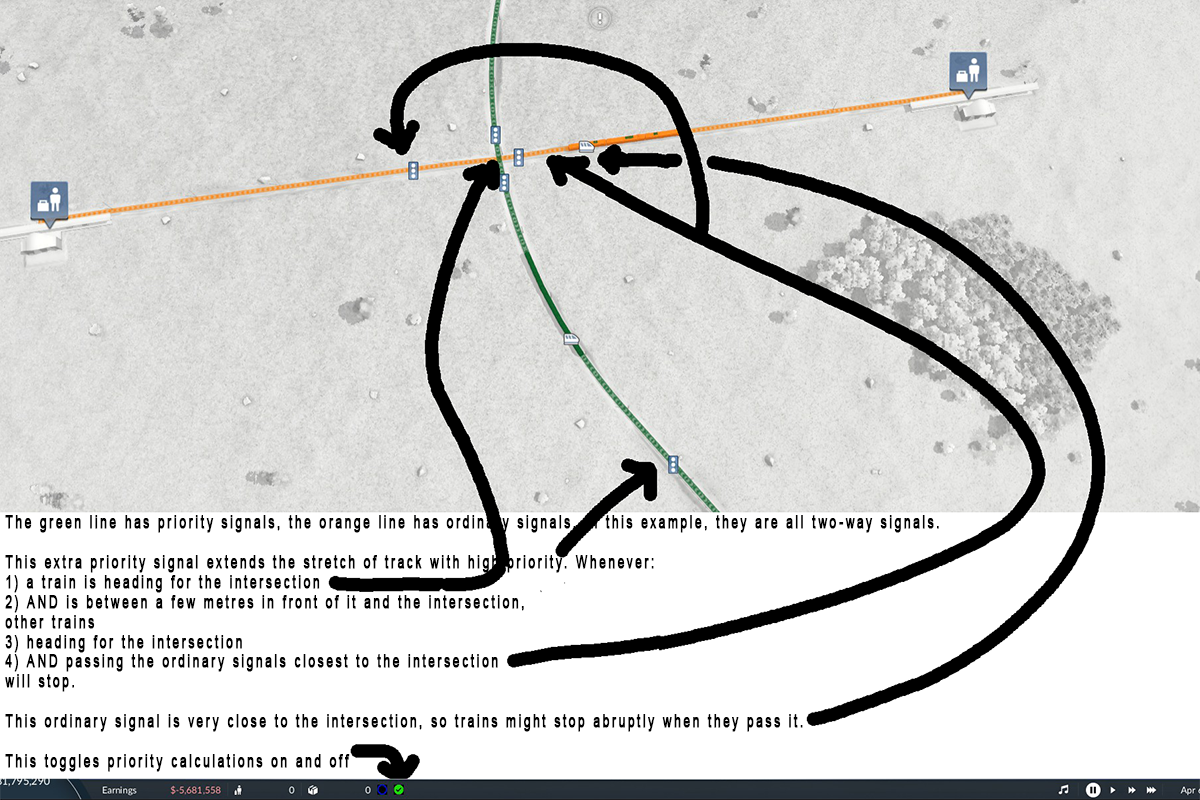 The green line has priority signals, the orange line has ordinary signals. this example, they are all two-way signals.
This extra priority signal extends the stretch of track with high priority. Whenever:
1) a train is heading for the intersection
2) AND is between a few metres in front of it and the intersection,
other trains
3) heading for the intersection
4) AND passing the ordinary signals closest to the intersection
will stop.
This ordinary signal is very close to the intersection, so trains might stop abruptly when they pass it.
This toggles priority calculations on and off
31,795,290
Earnings $-5,681,558 0 0 Apr